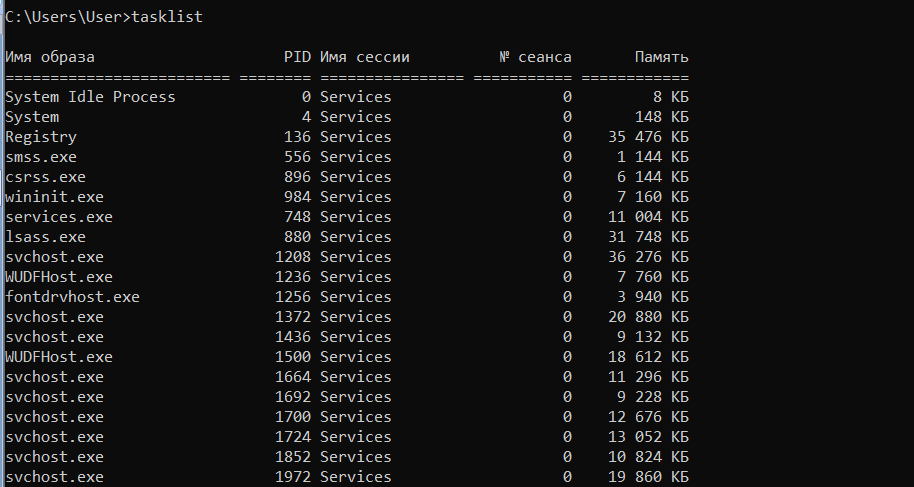 C:\Users\User>tasklist
Имя образа                     PID Имя сессии          № сеанса       Память
========================= ======== ================ =========== ============
System Idle Process              0 Services                   0         8 КБ
System                           4 Services                   0       148 КБ
Registry                       136 Services                   0    35 476 КБ
smss.exe                       556 Services                   0     1 144 КБ
csrss.exe                      896 Services                   0     6 144 КБ
wininit.exe                    984 Services                   0     7 160 КБ
services.exe                   748 Services                   0    11 004 КБ
lsass.exe                      880 Services                   0    31 748 КБ
svchost.exe                   1208 Services                   0    36 276 КБ
WUDFHost.exe                  1236 Services                   0     7 760 КБ
fontdrvhost.exe               1256 Services                   0     3 940 КБ
svchost.exe                   1372 Services                   0    20 880 КБ
svchost.exe                   1436 Services                   0     9 132 КБ
WUDFHost.exe                  1500 Services                   0    18 612 КБ
svchost.exe                   1664 Services                   0    11 296 КБ
svchost.exe                   1692 Services                   0     9 228 КБ
svchost.exe                   1700 Services                   0    12 676 КБ
svchost.exe                   1724 Services                   0    13 052 КБ
svchost.exe                   1852 Services                   0    10 824 КБ
svchost.exe                   1972 Services                   0    19 860 КБ